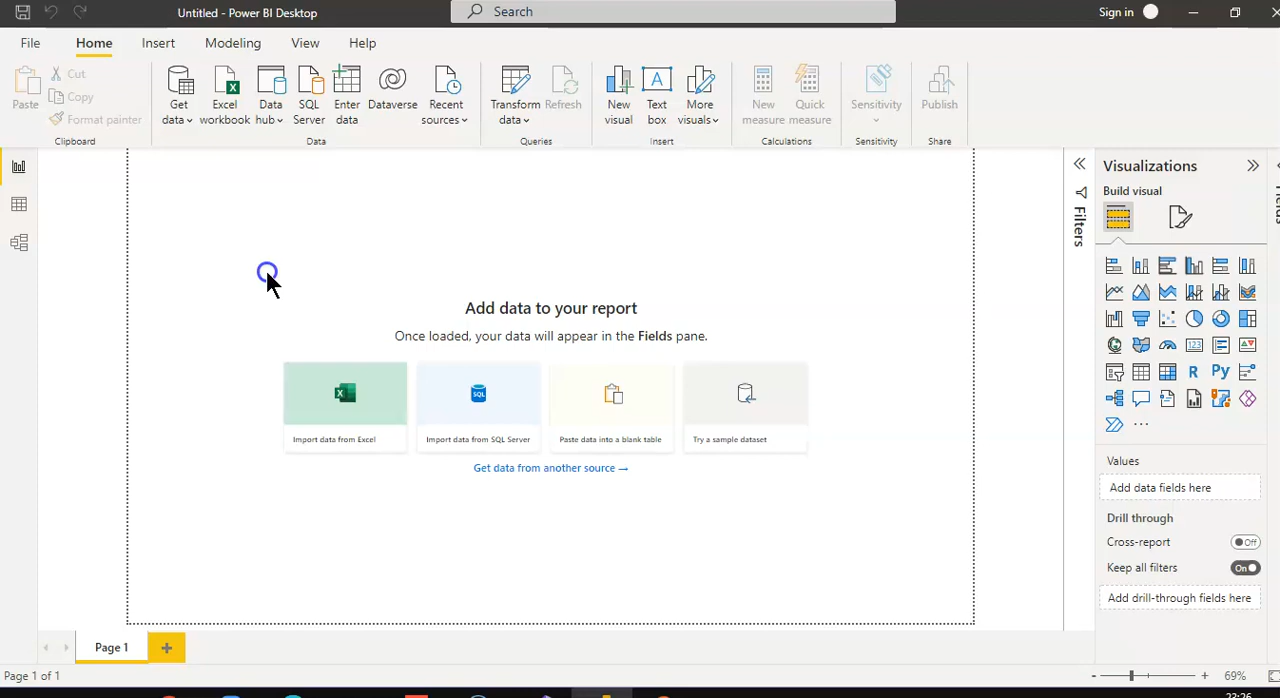 Untitled - Power BI Desktop
Search
Sign in
File Home Insert Modeling View Help
Paste
Cut
Copy
Format painter
Clipboard
Get data
Excel workbook
Data hub
SQL Server
Enter data
Dataverse
Recent sources
Data
Transform data
Refresh
Queries
New visual
Text box
More visuals
Insert
New measure
Quick measure
Calculations
Sensitivity
Sensitivity
Publish
Share
Add data to your report
Once loaded, your data will appear in the Fields pane.
Import data from Excel
SQL
Import data from SQL Server
Paste data into a blank table
Try a sample dataset
Get data from another source →
Filters
Visualizations
Build visual
123
R
Py
...
Values
Add data fields here
Drill through
Cross-report
Off
Keep all filters
On
Add drill-through fields here
Page 1
+
Page 1 of 1
- + 69%